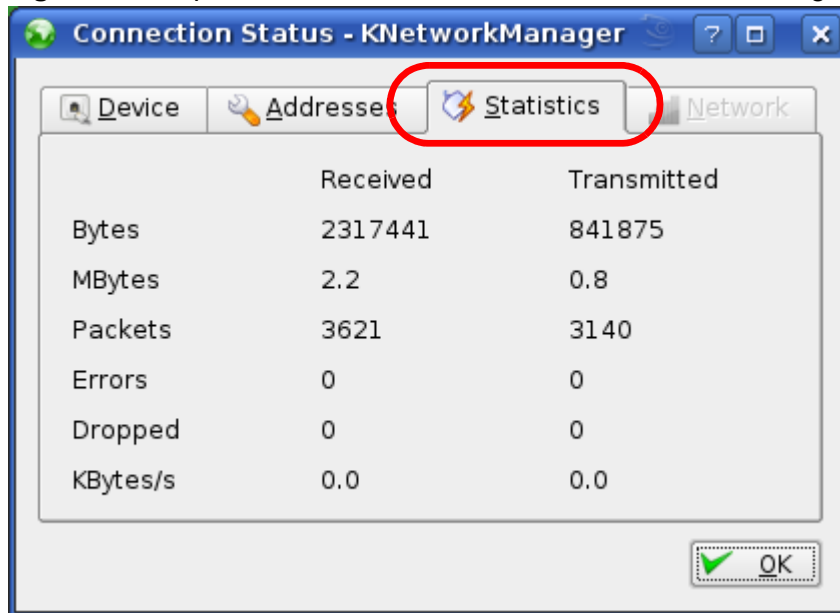 Connection Status - KNetworkManager
Device Addresses Statistics Network
Received Transmitted
Bytes 2317441 841875
MBytes 2.2 0.8
Packets 3621 3140
Errors 0 0
Dropped 0 0
KBytes/s 0.0 0.0
OK